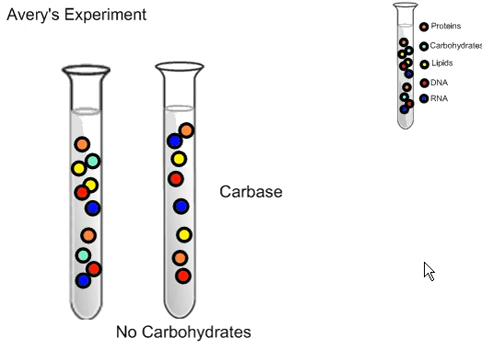 Avery's Experiment
Proteins
Carbohydrates
Lipids
DNA
RNA
Carbase
No Carbohydrates